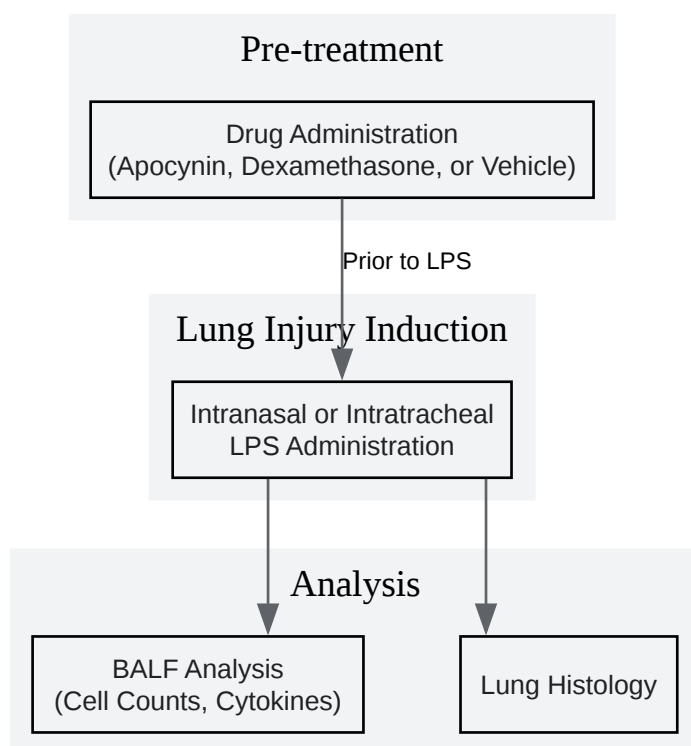 Pre-treatment
Drug Administration
(Apocynin, Dexamethasone, or Vehicle)
Prior to LPS
Lung Injury Induction
Intranasal or Intratracheal
LPS Administration
Analysis
BALF Analysis
(Cell Counts, Cytokines)
Lung Histology